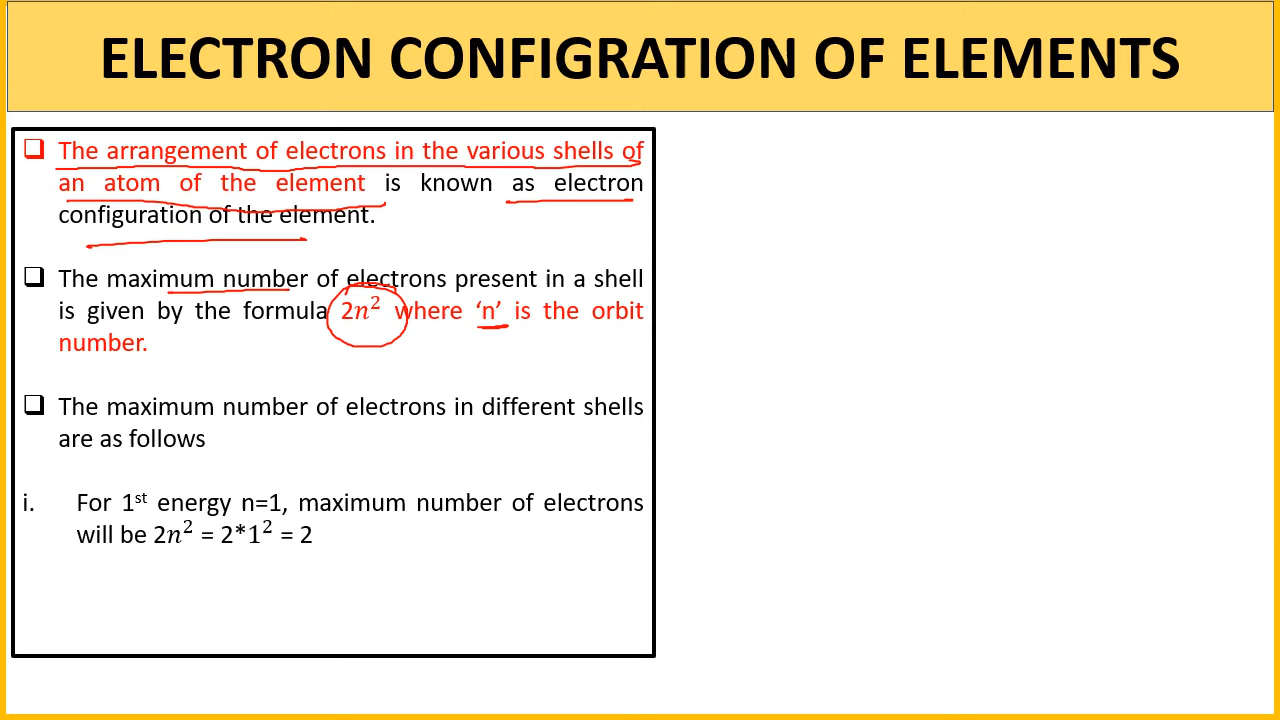 ELECTRON CONFIGRATION OF ELEMENTS
❑ The arrangement of electrons in the various shells of
an atom of the element is known as electron
configuration of the element.
❑ The maximum number of electrons present in a shell
is given by the formula 2𝑛² where ‘n’ is the orbit
number.
❑ The maximum number of electrons in different shells
are as follows
i. For 1ˢᵗ energy n=1, maximum number of electrons
will be 2𝑛² = 2*1² = 2